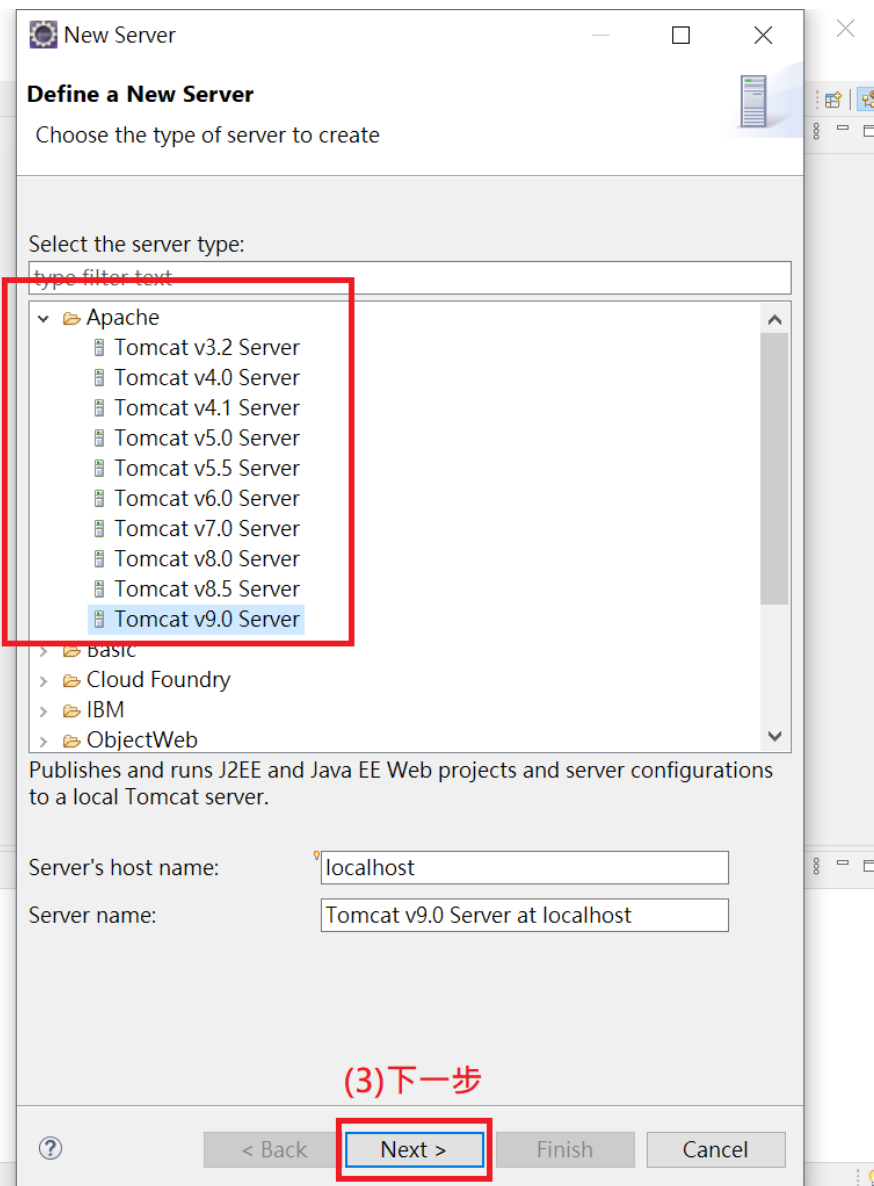 New Server
Define a New Server
Choose the type of server to create
Select the server type:
type filter text
Apache
Tomcat v3.2 Server
Tomcat v4.0 Server
Tomcat v4.1 Server
Tomcat v5.0 Server
Tomcat v5.5 Server
Tomcat v6.0 Server
Tomcat v7.0 Server
Tomcat v8.0 Server
Tomcat v8.5 Server
Tomcat v9.0 Server
Basic
Cloud Foundry
IBM
ObjectWeb
Publishes and runs J2EE and Java EE Web projects and server configurations
to a local Tomcat server.
Server's host name: localhost
Server name: Tomcat v9.0 Server at localhost
(3)下一步
< Back Next > Finish Cancel